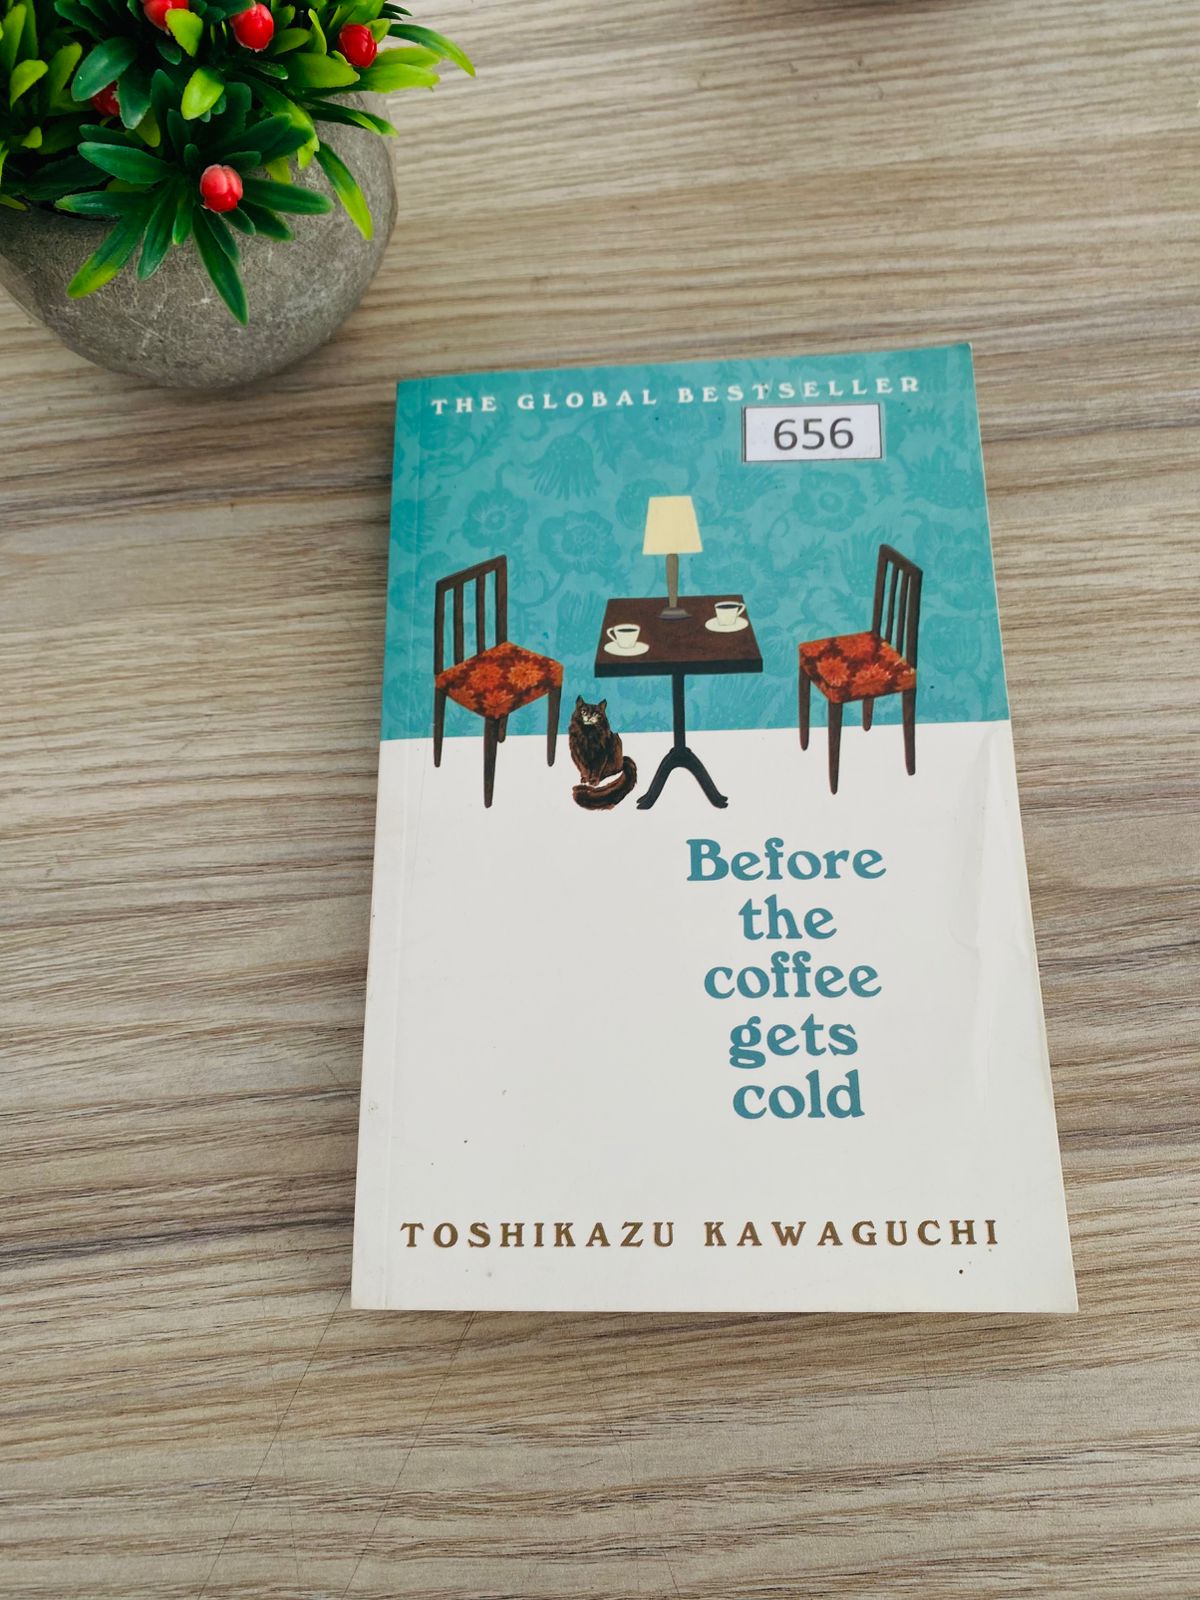 THE GLOBAL BESTSELLER
656
Before
the
coffee
gets
cold
TOSHIKAZU KAWAGUCHI